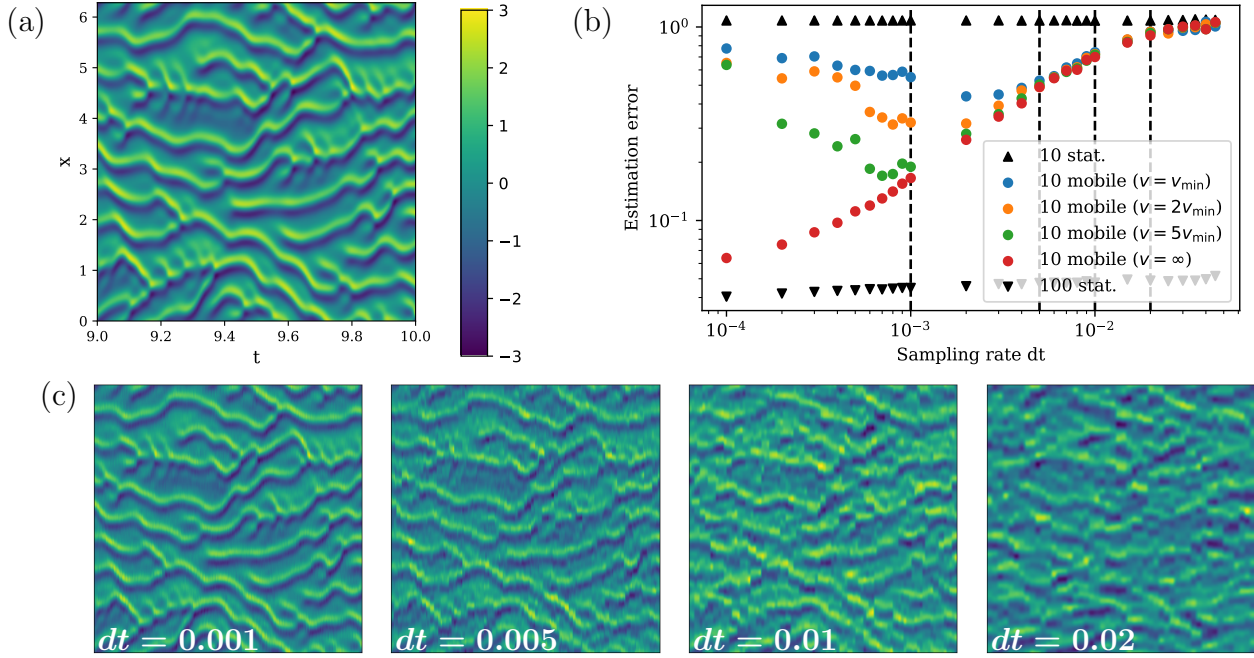 (a)
x
6
5
4
3
2
1
0
9.0 9.2 9.4 9.6 9.8 10.0
t
3
2
1
0
−1
−2
−3
(b)
Estimation error
10⁰
10⁻¹
10⁻⁴ 10⁻³ 10⁻²
Sampling rate dt
10 stat.
10 mobile (v = v_min)
10 mobile (v = 2v_min)
10 mobile (v = 5v_min)
10 mobile (v = ∞)
100 stat.
(c)
dt = 0.001
dt = 0.005
dt = 0.01
dt = 0.02